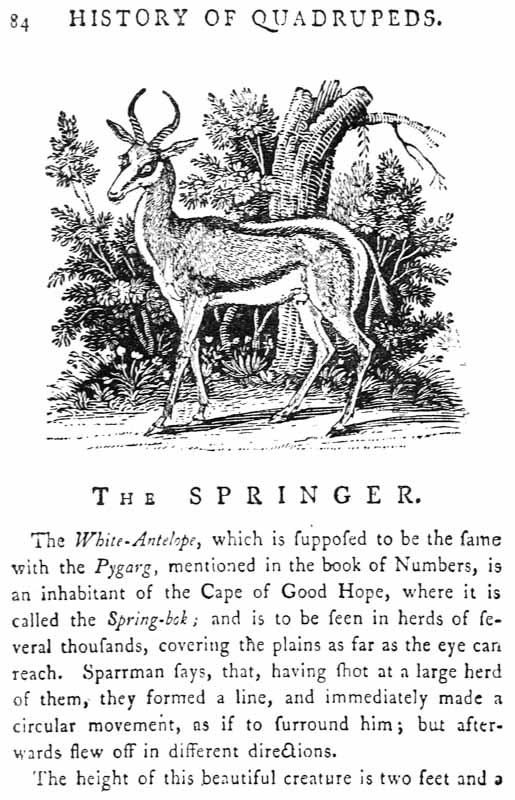 84 HISTORY OF QUADRUPEDS.
THE SPRINGER.
The White-Antelope, which is ſuppoſed to be the ſame
with the Pygarg, mentioned in the book of Numbers, is
an inhabitant of the Cape of Good Hope, where it is
called the Spring-bok; and is to be ſeen in herds of ſe-
veral thouſands, covering the plains as far as the eye can
reach. Sparrman ſays, that, having ſhot at a large herd
of them, they formed a line, and immediately made a
circular movement, as if to ſurround him; but after-
wards flew off in different directions.
The height of this beautiful creature is two feet and a